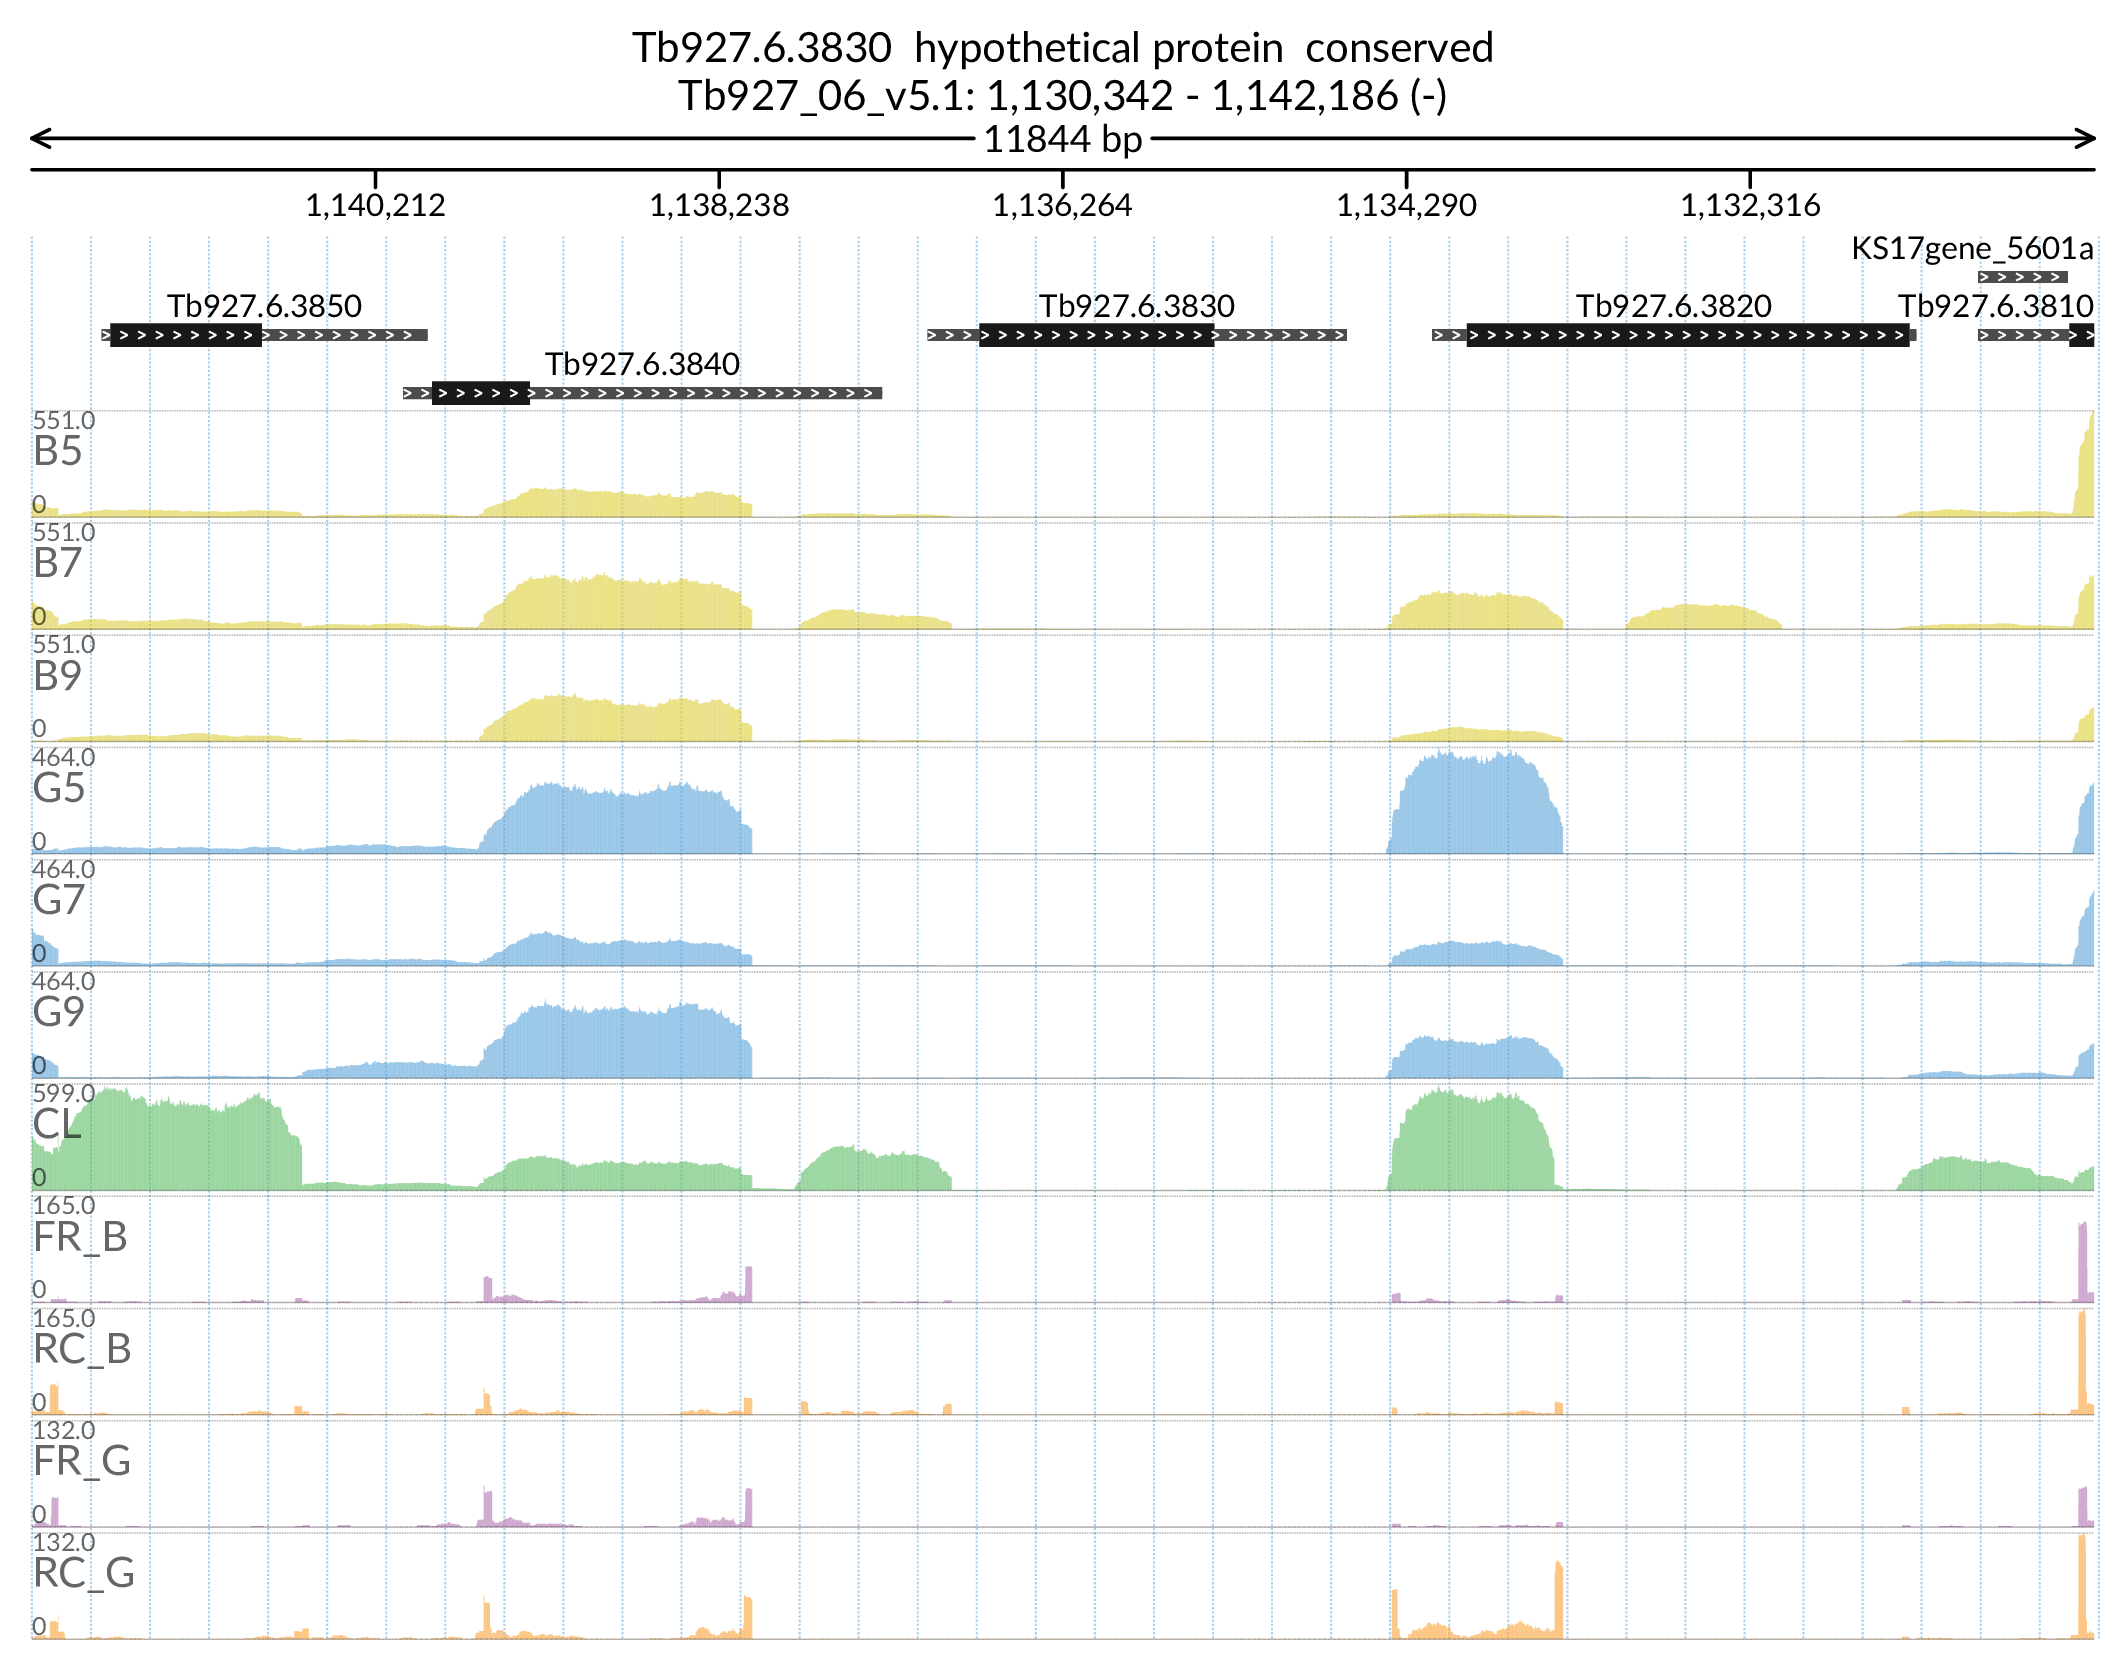 Tb927.6.3830  hypothetical protein  conserved
Tb927_06_v5.1: 1,130,342 - 1,142,186 (-)
11844 bp
1,140,212 1,138,238 1,136,264 1,134,290 1,132,316
KS17gene_5601a
Tb927.6.3850 Tb927.6.3830 Tb927.6.3820 Tb927.6.3810
Tb927.6.3840
551.0
B5
0
551.0
B7
0
551.0
B9
0
464.0
G5
0
464.0
G7
0
464.0
G9
0
599.0
CL
0
165.0
FR_B
0
165.0
RC_B
0
132.0
FR_G
0
132.0
RC_G
0